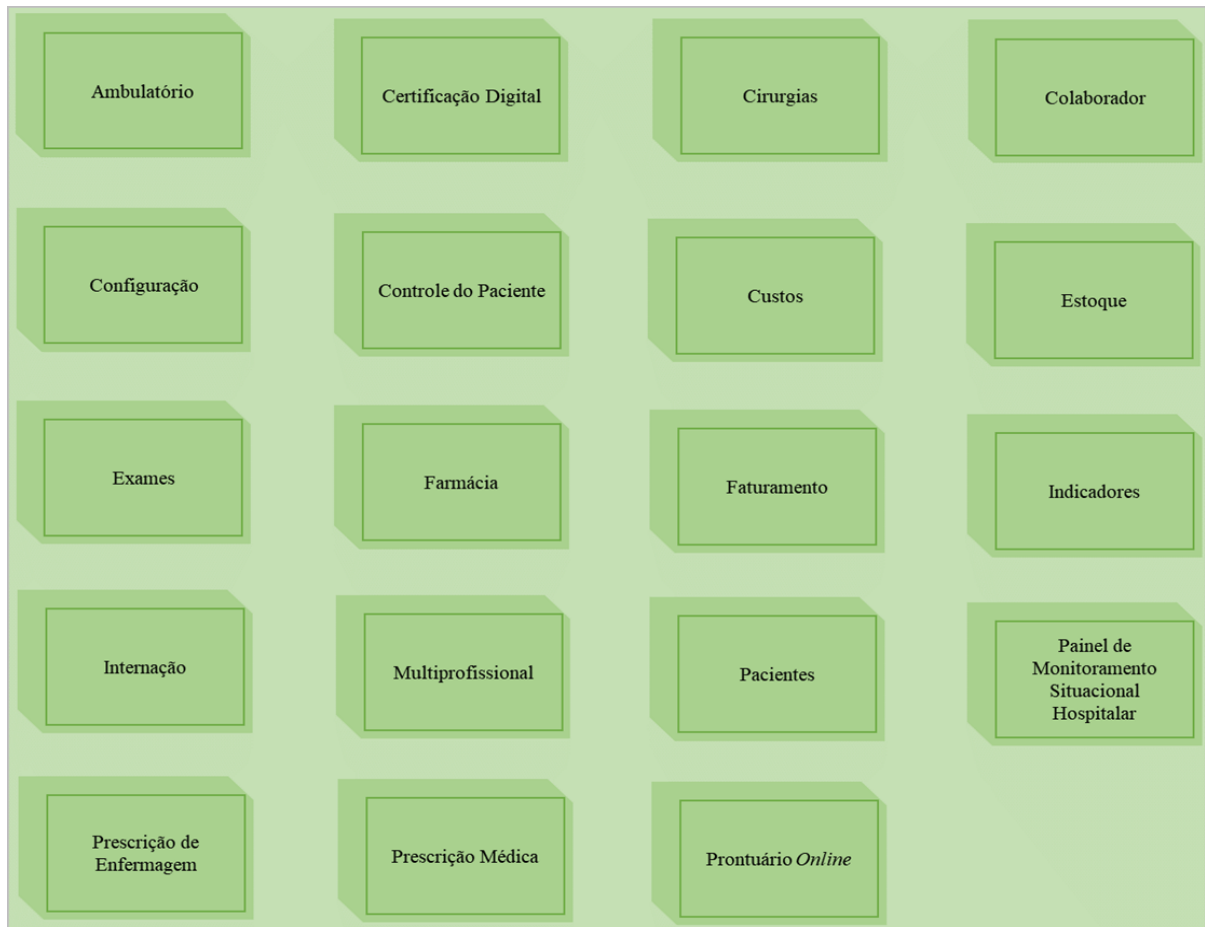 Ambulatório
Certificação Digital
Cirurgias
Colaborador
Configuração
Controle do Paciente
Custos
Estoque
Exames
Farmácia
Faturamento
Indicadores
Internação
Multiprofissional
Pacientes
Painel de
Monitoramento
Situacional
Hospitalar
Prescrição de
Enfermagem
Prescrição Médica
Prontuário Online